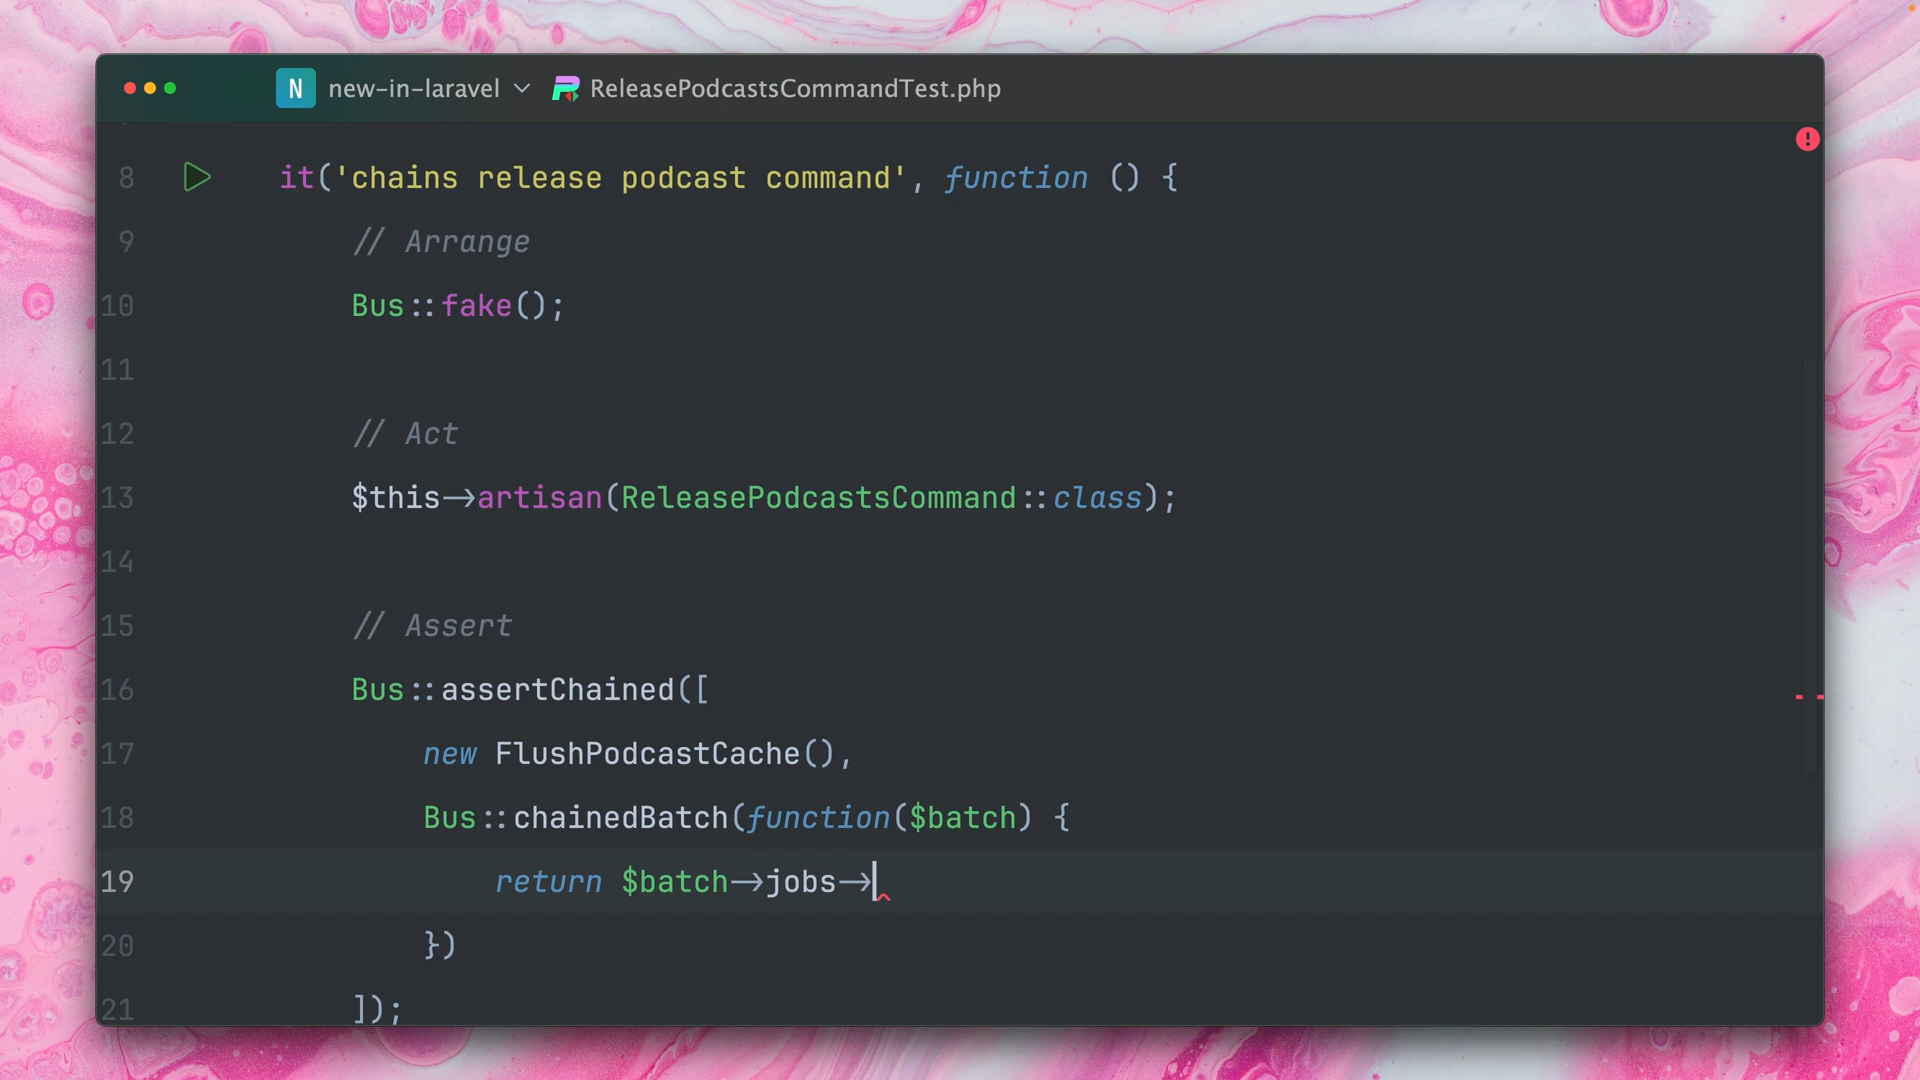 N new-in-laravel ReleasePodcastsCommandTest.php
8 it('chains release podcast command', function () {
9 // Arrange
10 Bus::fake();
11
12 // Act
13 $this->artisan(ReleasePodcastsCommand::class);
14
15 // Assert
16 Bus::assertChained([
17 new FlushPodcastCache(),
18 Bus::chainedBatch(function($batch) {
19 return $batch->jobs->
20 })
21 ]);